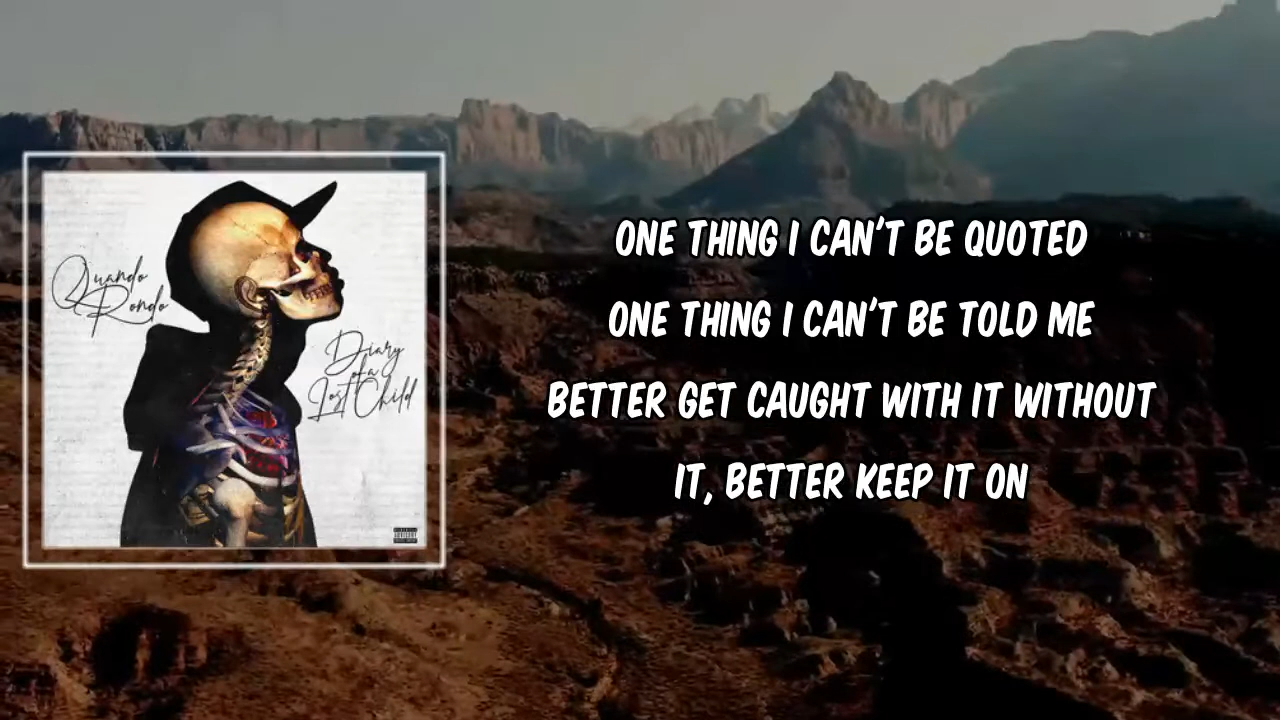 Quando
Rondo
Diary
of a
Lost Child
ONE THING I CAN'T BE QUOTED
ONE THING I CAN'T BE TOLD ME
BETTER GET CAUGHT WITH IT WITHOUT
IT, BETTER KEEP IT ON